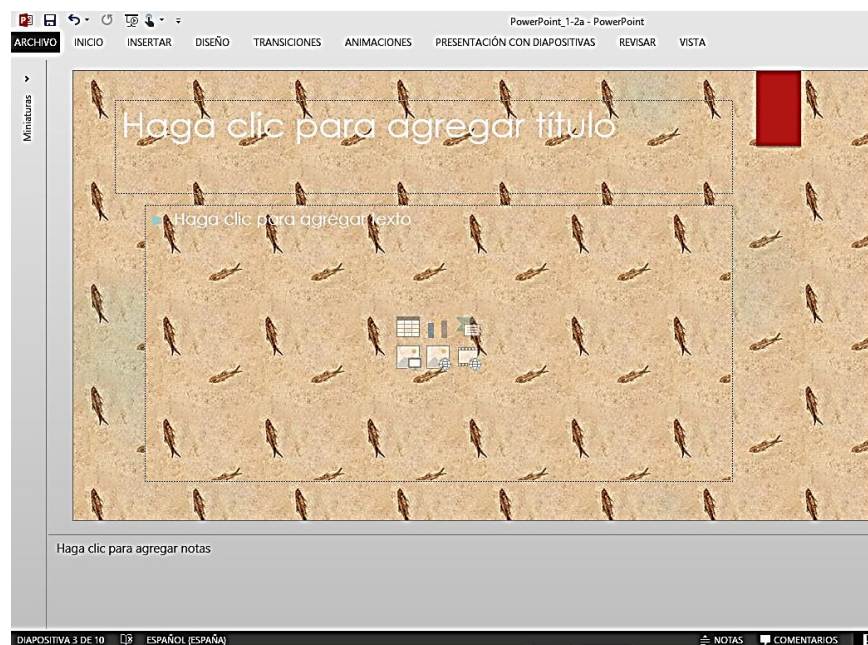 PowerPoint_1-2a - PowerPoint
ARCHIVO INICIO INSERTAR DISEÑO TRANSICIONES ANIMACIONES PRESENTACIÓN CON DIAPOSITIVAS REVISAR VISTA
Miniaturas
Haga clic para agregar título
Haga clic para agregar texto
Haga clic para agregar notas
DIAPOSITIVA 3 DE 10 ESPAÑOL (ESPAÑA) NOTAS COMENTARIOS